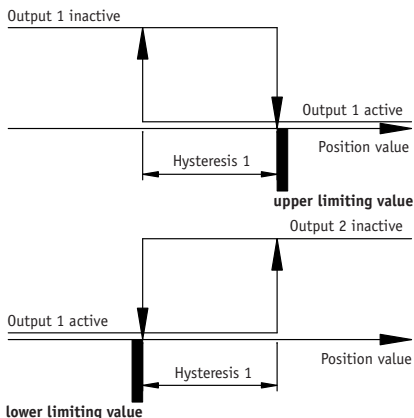 Output 1 inactive
Output 1 active
Position value
Hysteresis 1
upper limiting value
Output 2 inactive
Output 1 active
Position value
Hysteresis 1
lower limiting value